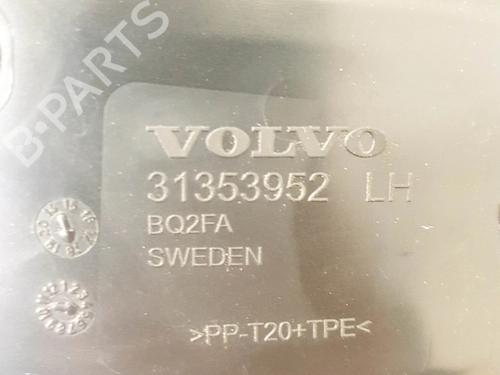 B-PARTS
VOLVO
31353952 LH
BQ2FA
SWEDEN
>PP-T20+TPE<